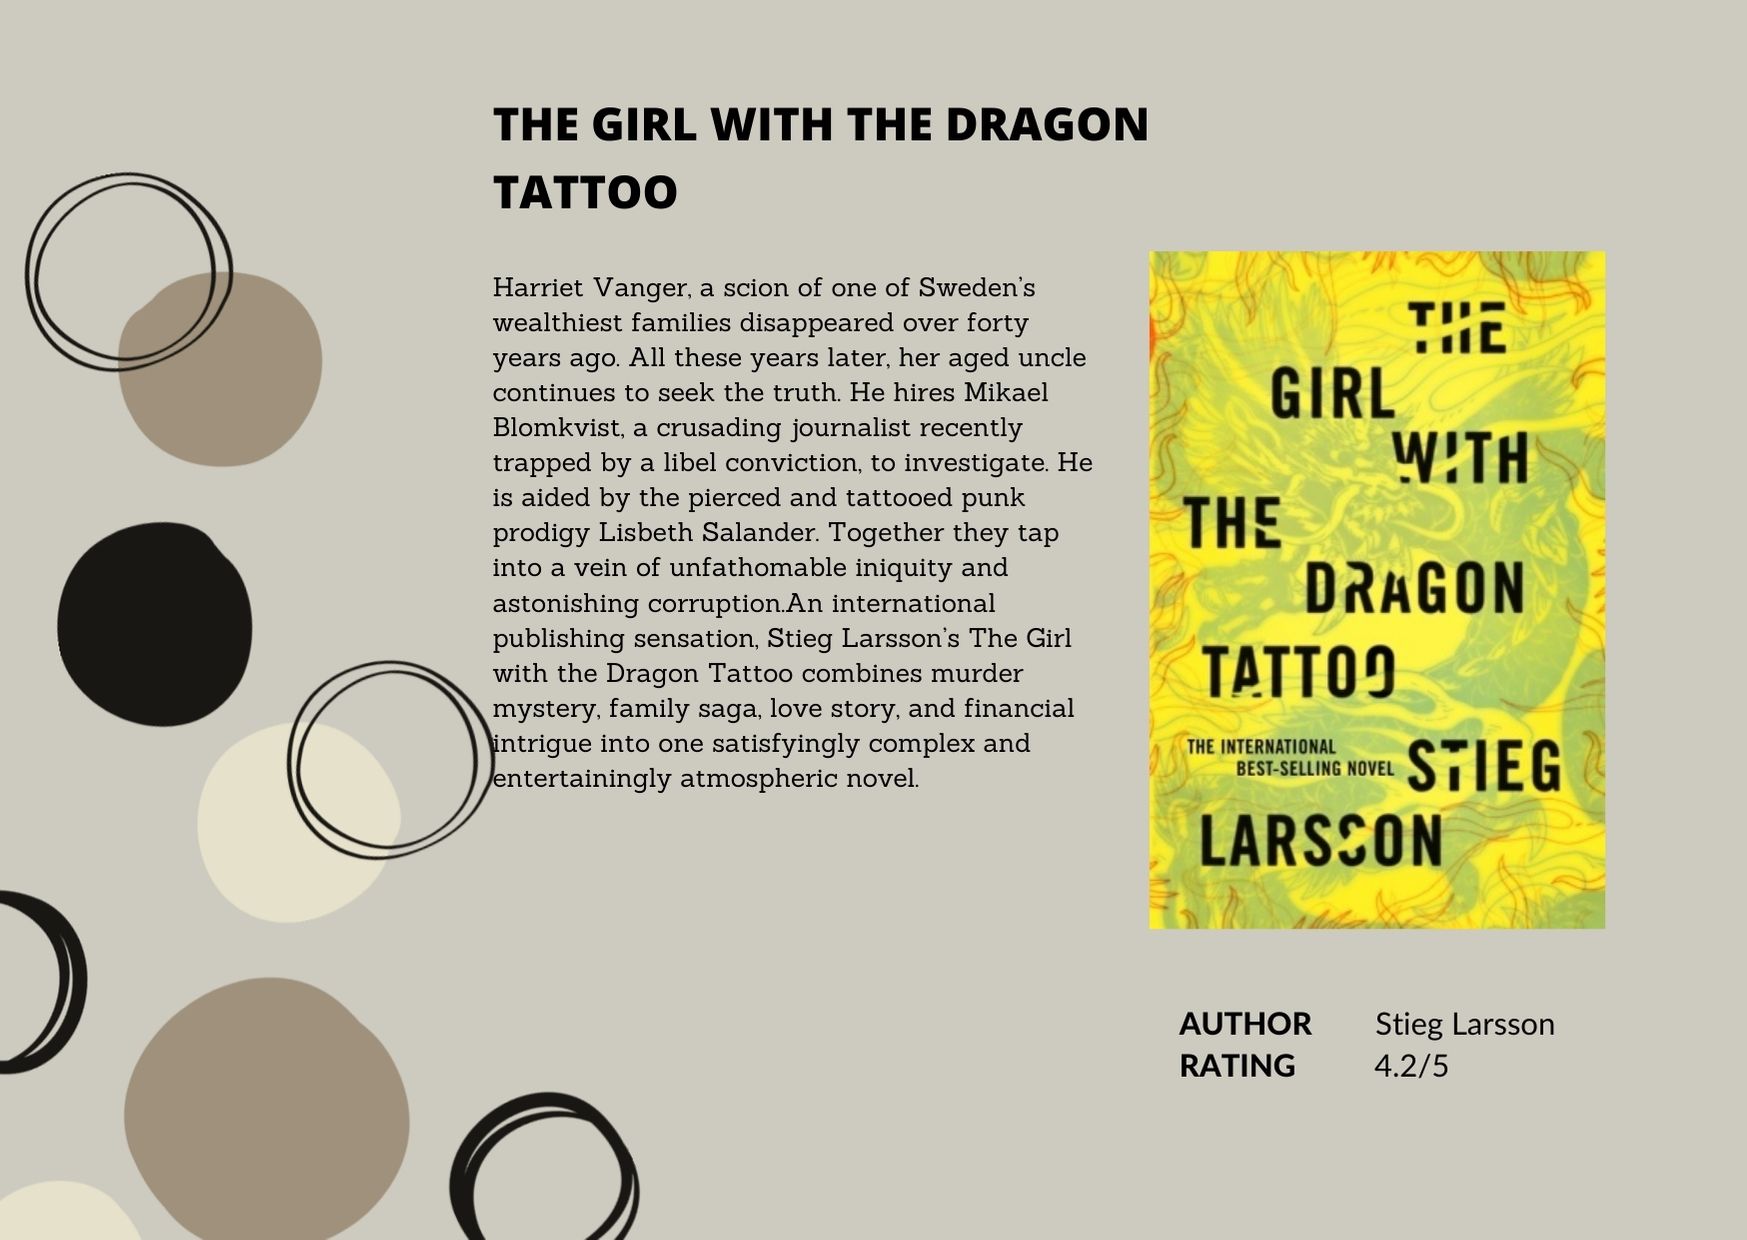 THE GIRL WITH THE DRAGON
TATTOO
Harriet Vanger, a scion of one of Sweden's
wealthiest families disappeared over forty
years ago. All these years later, her aged uncle
continues to seek the truth. He hires Mikael
Blomkvist, a crusading journalist recently
trapped by a libel conviction, to investigate. He
is aided by the pierced and tattooed punk
prodigy Lisbeth Salander. Together they tap
into a vein of unfathomable iniquity and
astonishing corruption.An international
publishing sensation, Stieg Larsson's The Girl
with the Dragon Tattoo combines murder
mystery, family saga, love story, and financial
intrigue into one satisfyingly complex and
entertainingly atmospheric novel.
THE
GIRL
WITH
THE
DRAGON
TATTOO
THE INTERNATIONAL
BEST-SELLING NOVEL
STIEG
LARSSON
AUTHOR Stieg Larsson
RATING 4.2/5